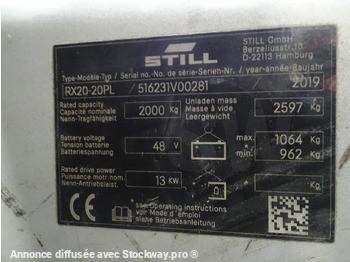 STILL
STILL GmbH
Berzeliusstr.10
D-22113 Hamburg
Type-Modèle-Typ / Serial no.-No. de série-Serien-Nr. / year-année-Baujahr
RX20-20PL 516231V00281 2019
Rated capacity
Capacité nominale
Nenn-Tragfähigkeit
2000 Kg
Unladen mass
Masse à vide
Leergewicht
2597 Kg
Battery voltage
Tension batterie
Batteriespannung
48 V
max. 1064 Kg
min. 962 Kg
Rated drive power
Puissance motor.nom.
Nenn-Antriebsleist.
13 KW
Kg
CE
see Operating instructions
voir Mode d'emploi
siehe Betriebsanleitung
Annonce diffusée avec Stockway.pro®